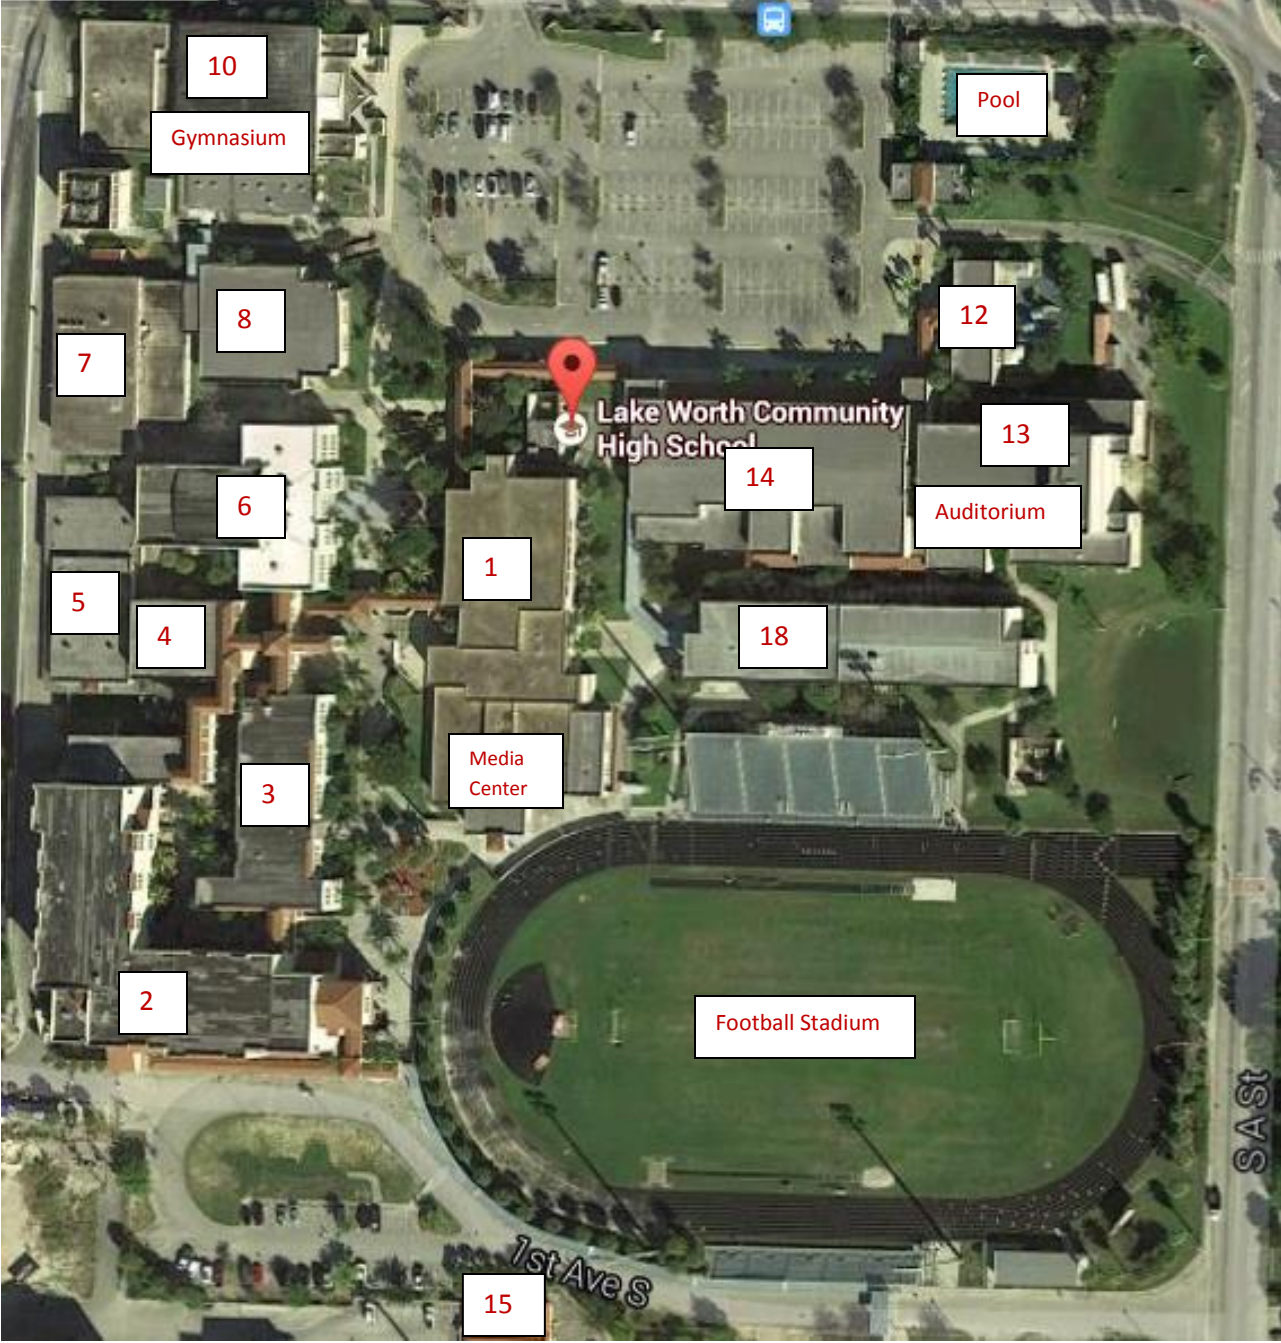 10
Gymnasium
Pool
8
12
7
Lake Worth Community
High School
13
14
6
Auditorium
1
5
4
18
Media
Center
3
2
Football Stadium
S A St
1st Ave S
15